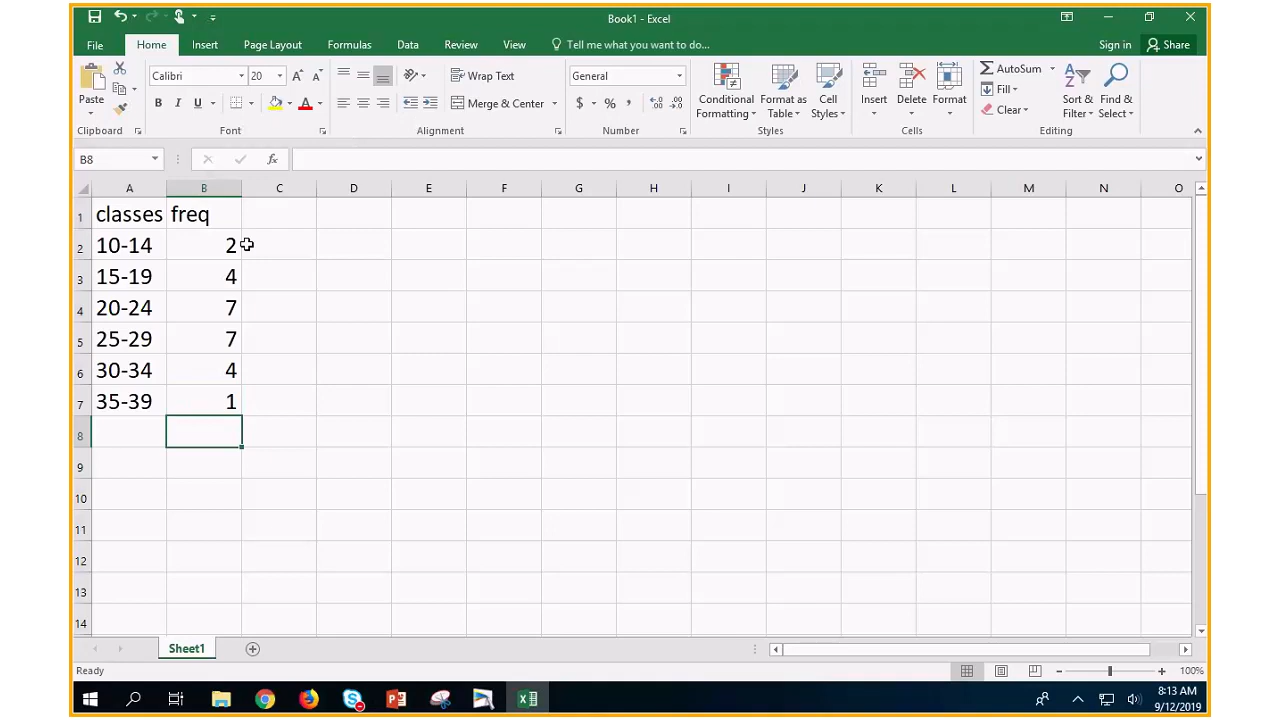 Book1 - Excel
File Home Insert Page Layout Formulas Data Review View Tell me what you want to do... Sign in Share
Calibri 20 Wrap Text General AutoSum
Fill
Paste B I U A Merge & Center $ % , Conditional Formatting Format as Table Cell Styles Insert Delete Format Clear Sort & Filter Find & Select
Clipboard Font Alignment Number Styles Cells Editing
B8 fx
A B C D E F G H I J K L M N O
1 classes freq
2 10-14 2
3 15-19 4
4 20-24 7
5 25-29 7
6 30-34 4
7 35-39 1
8
9
10
11
12
13
14
Sheet1
Ready 100%
8:13 AM
9/12/2019